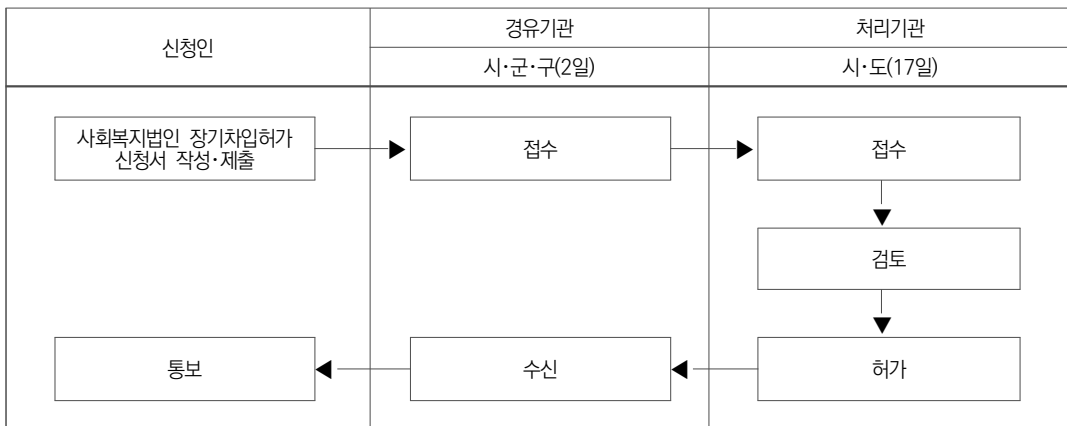 신청인
경유기관
처리기관
시·군·구(2일)
시·도(17일)
사회복지법인 장기차입허가
신청서 작성·제출
접수
접수
검토
통보
수신
허가